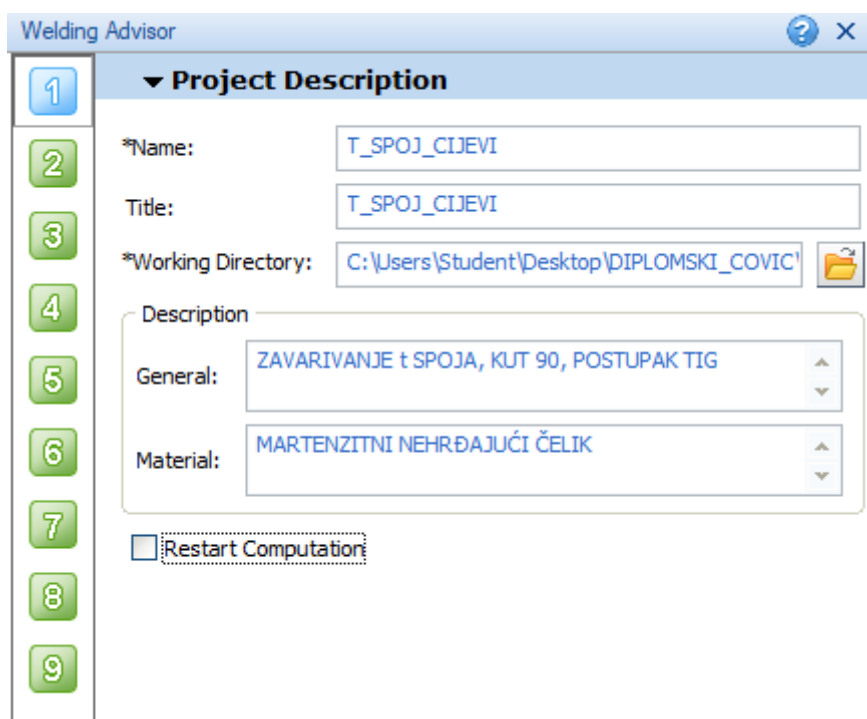 Welding Advisor
1
Project Description
2
*Name: T_SPOJ_CIJEVI
Title: T_SPOJ_CIJEVI
3
*Working Directory: C:\Users\Student\Desktop\DIPLOMSKI_COVIC\
4
Description
General: ZAVARIVANJE t SPOJA, KUT 90, POSTUPAK TIG
5
Material: MARTENZITNI NEHRĐAJUĆI ČELIK
6
7
Restart Computation
8
9